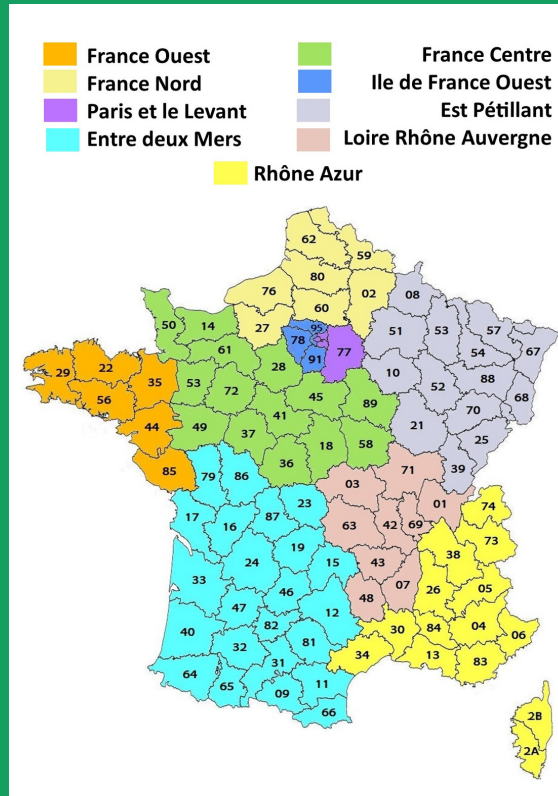 France Ouest France Centre
France Nord Ile de France Ouest
Paris et le Levant Est Pétillant
Entre deux Mers Loire Rhône Auvergne
Rhône Azur
62
59
80
76 02
60 08
27
95
50 14 51 53 57
78 67
77 54
61 91
29 22 28 10
35 53 88
72 52 68
56 45 89
41 70
44 49 37 21 25
18 58
36 39
85 79 86 71
03
74
17 23 01
87
16 63 42 69
73
19 38
24 15 43
33 07
46 26 05
48
47 12
82 30 84 04
40 06
32 81 34
13
31 83
64 11
65 09
66
2B
2A